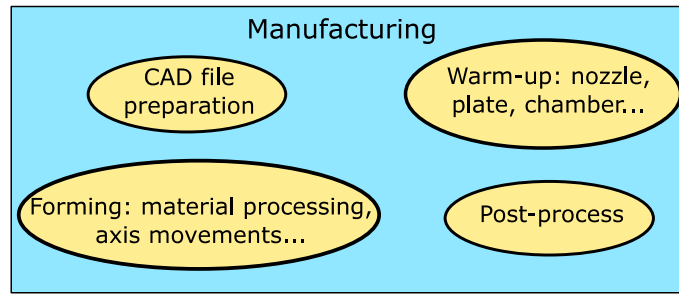 Manufacturing
CAD file
preparation
Warm-up: nozzle,
plate, chamber...
Forming: material processing,
axis movements...
Post-process